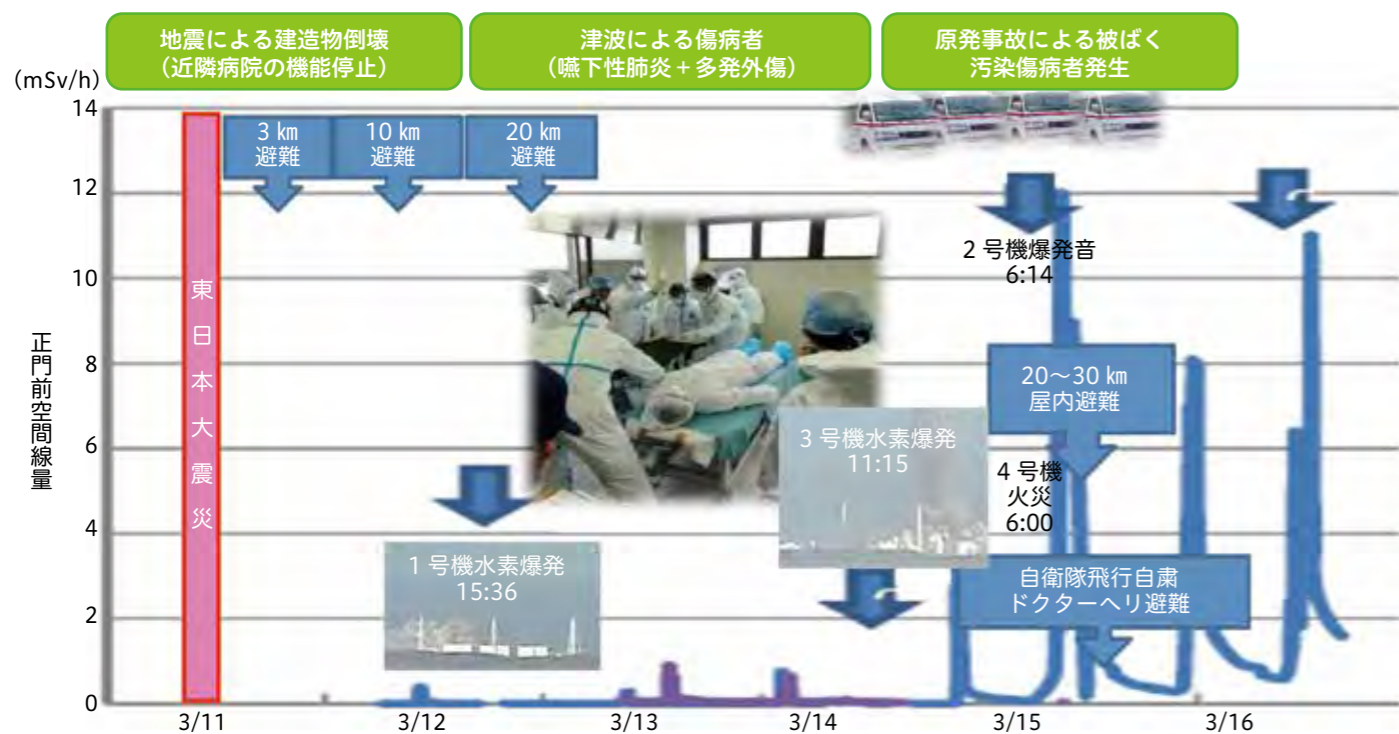 地震による建造物倒壊
（近隣病院の機能停止）
津波による傷病者
（嚥下性肺炎＋多発外傷）
原発事故による被ばく
汚染傷病者発生
（mSv/h）
正門前空間線量
14
12
10
8
6
4
2
0
東日本大震災
3 ㎞
避難
10 ㎞
避難
20 ㎞
避難
1 号機水素爆発
15:36
3 号機水素爆発
11:15
2 号機爆発音
6:14
20～30 ㎞
屋内避難
4 号機
火災
6:00
自衛隊飛行自粛
ドクターヘリ避難
3/11
3/12
3/13
3/14
3/15
3/16